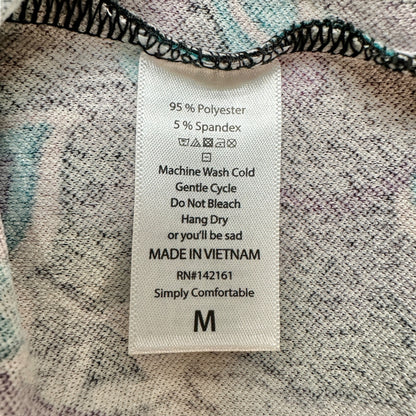 95% Polyester
5% Spandex
Machine Wash Cold
Gentle Cycle
Do Not Bleach
Hang Dry
or you'll be sad
MADE IN VIETNAM
RN#142161
Simply Comfortable
M